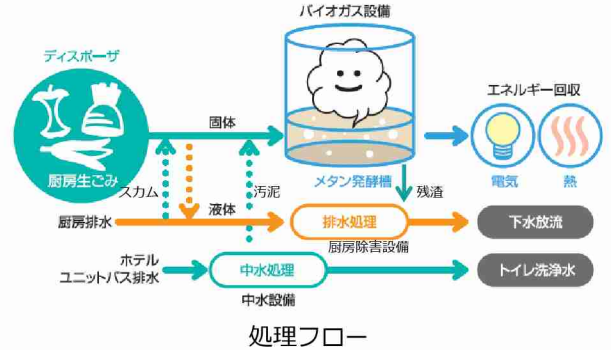 バイオガス設備
ディスポーザ
エネルギー回収
固体
厨房生ごみ
メタン発酵槽
電気
熱
スカム
汚泥
残渣
厨房排水
液体
排水処理
下水放流
厨房除害設備
ホテル
ユニットバス排水
中水処理
トイレ洗浄水
中水設備
処理フロー